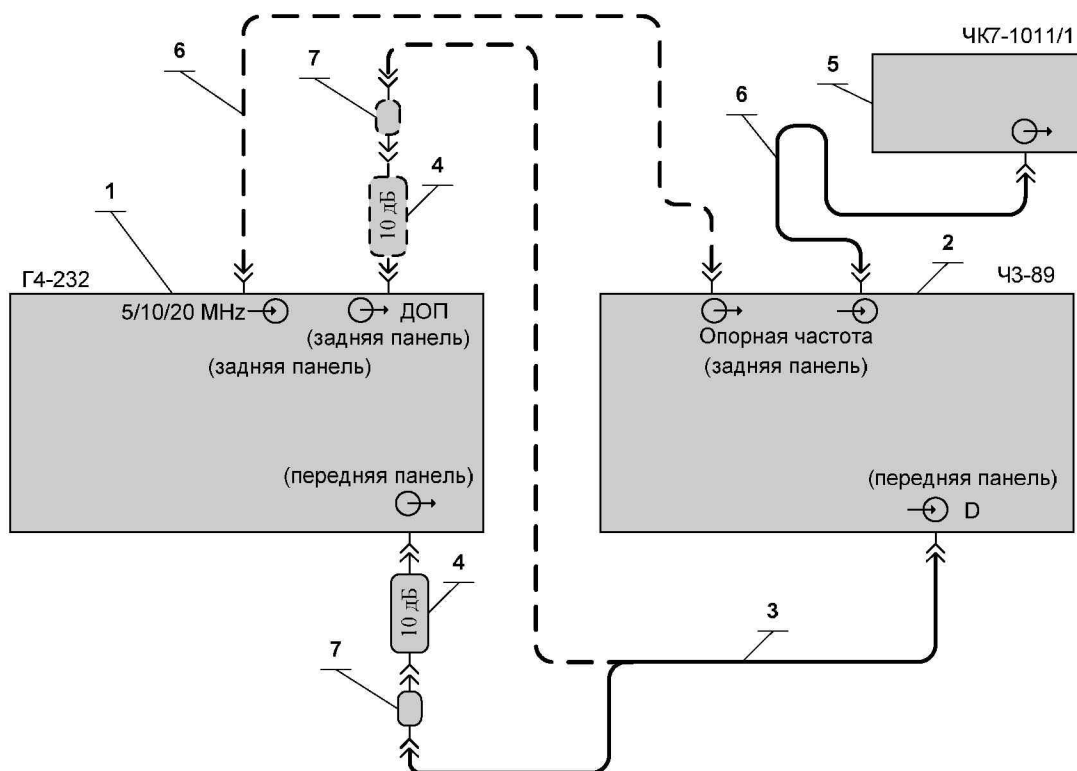 ЧК7-1011/1
6
7
5
6
4
1
10 дБ
2
Г4-232
ЧЗ-89
5/10/20 MHz
ДОП
(задняя панель)
(задняя панель)
Опорная частота
(задняя панель)
(передняя панель)
(передняя панель)
D
4
10 дБ
3
7